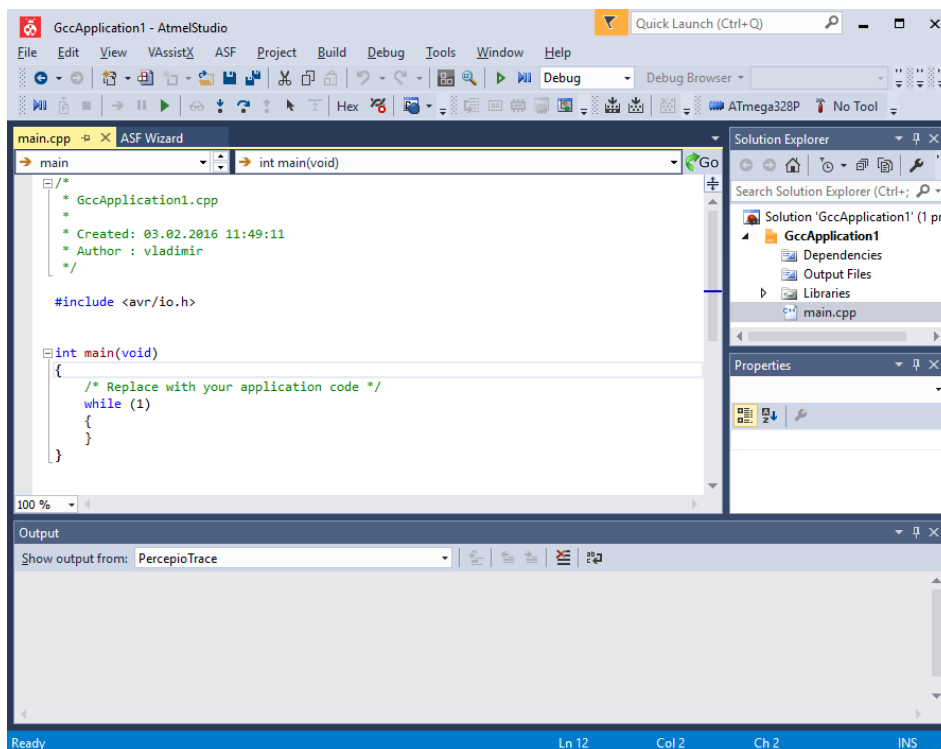 GccApplication1 - AtmelStudio
Quick Launch (Ctrl+Q)
File Edit View VAssistX ASF Project Build Debug Tools Window Help
Debug Debug Browser
Hex ATmega328P No Tool
main.cpp ASF Wizard
main int main(void) Go
/*
* GccApplication1.cpp
*
* Created: 03.02.2016 11:49:11
* Author : vladimir
*/
#include <avr/io.h>
int main(void)
{
/* Replace with your application code */
while (1)
{
}
}
100 %
Solution Explorer
Search Solution Explorer (Ctrl+;
Solution 'GccApplication1' (1 pr
GccApplication1
Dependencies
Output Files
Libraries
main.cpp
Properties
Output
Show output from: PercepioTrace
Ready Ln 12 Col 2 Ch 2 INS